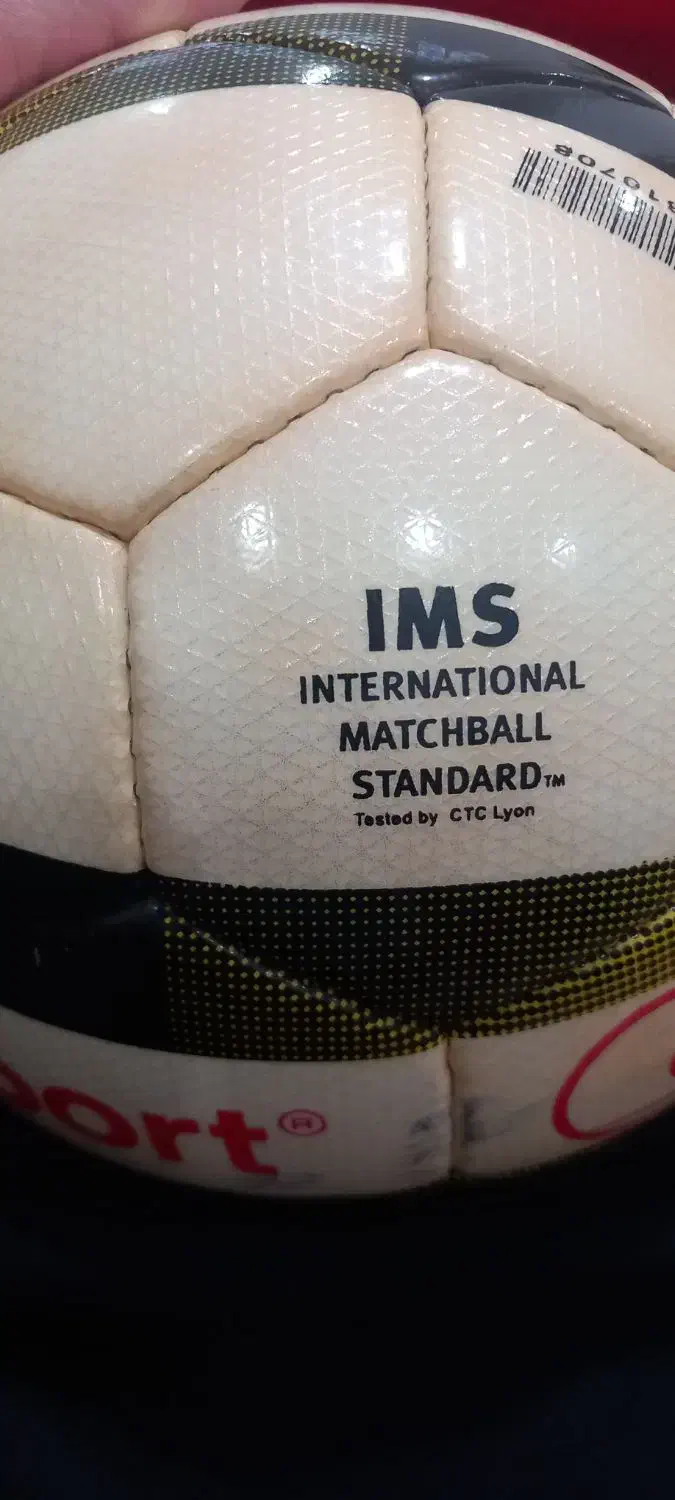 IMS
INTERNATIONAL
MATCHBALL
STANDARD™
Tested by CTC Lyon
port®